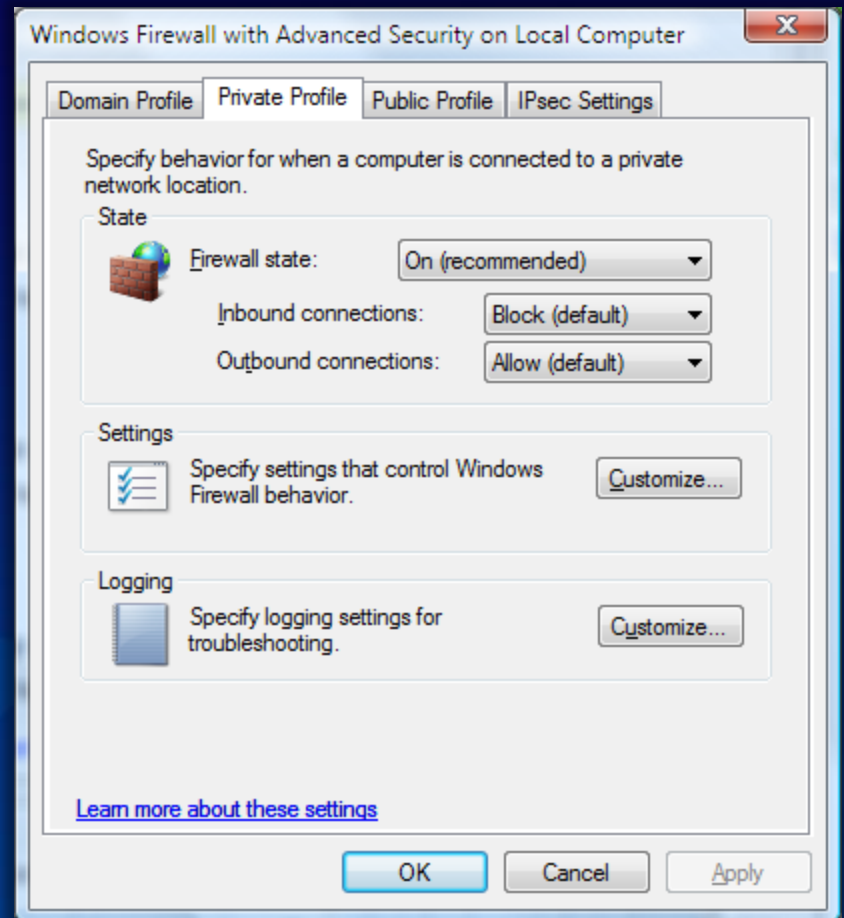 Windows Firewall with Advanced Security on Local Computer
Domain Profile Private Profile Public Profile IPsec Settings
Specify behavior for when a computer is connected to a private
network location.
State
Firewall state: On (recommended)
Inbound connections: Block (default)
Outbound connections: Allow (default)
Settings
Specify settings that control Windows
Firewall behavior.
Customize...
Logging
Specify logging settings for
troubleshooting.
Customize...
Learn more about these settings
OK Cancel Apply